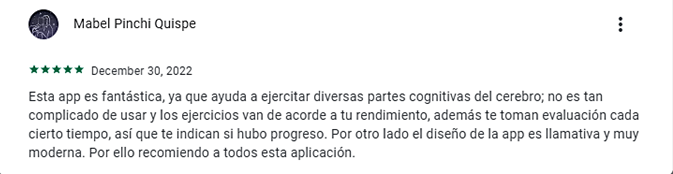 Mabel Pinchi Quispe
December 30, 2022
Esta app es fantástica, ya que ayuda a ejercitar diversas partes cognitivas del cerebro; no es tan
complicado de usar y los ejercicios van de acorde a tu rendimiento, además te toman evaluación cada
cierto tiempo, así que te indican si hubo progreso. Por otro lado el diseño de la app es llamativa y muy
moderna. Por ello recomiendo a todos esta aplicación.